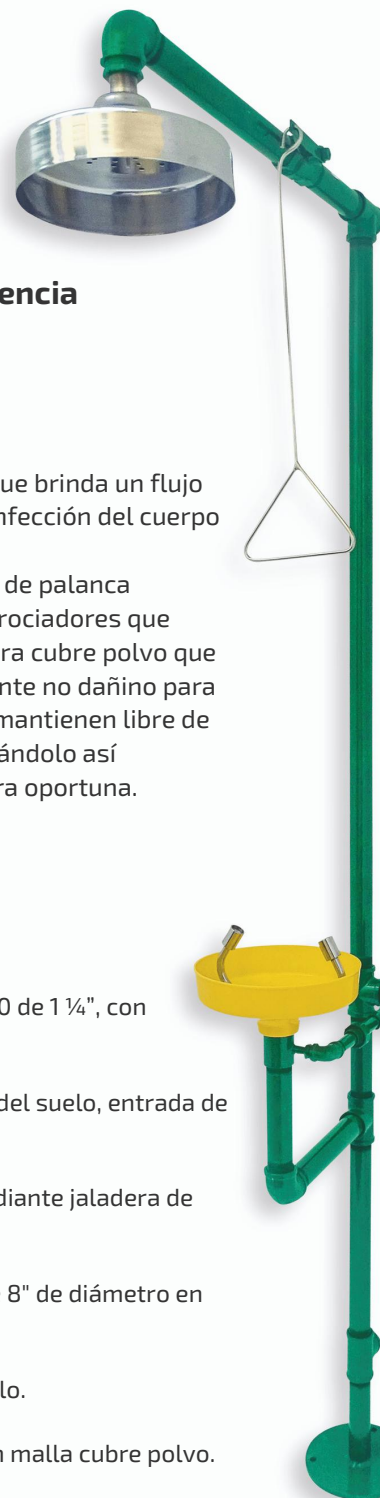 encia
ue brinda un flujo
nfección del cuerpo
de palanca
rociadores que
ra cubre polvo que
nte no dañino para
mantienen libre de
ándolo así
ra oportuna.
0 de 1 ¼”, con
del suelo, entrada de
diante jaladera de
8" de diámetro en
lo.
n malla cubre polvo.